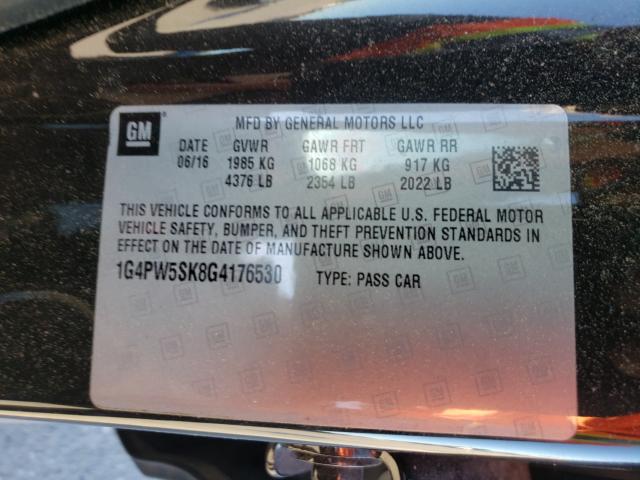 GM
MFD BY GENERAL MOTORS LLC
DATE GVWR GAWR FRT GAWR RR
06/16 1985 KG 1068 KG 917 KG
4376 LB 2354 LB 2022 LB
THIS VEHICLE CONFORMS TO ALL APPLICABLE U.S. FEDERAL MOTOR
VEHICLE SAFETY, BUMPER, AND THEFT PREVENTION STANDARDS IN
EFFECT ON THE DATE OF MANUFACTURE SHOWN ABOVE.
1G4PW5SK8G4176530 TYPE: PASS CAR